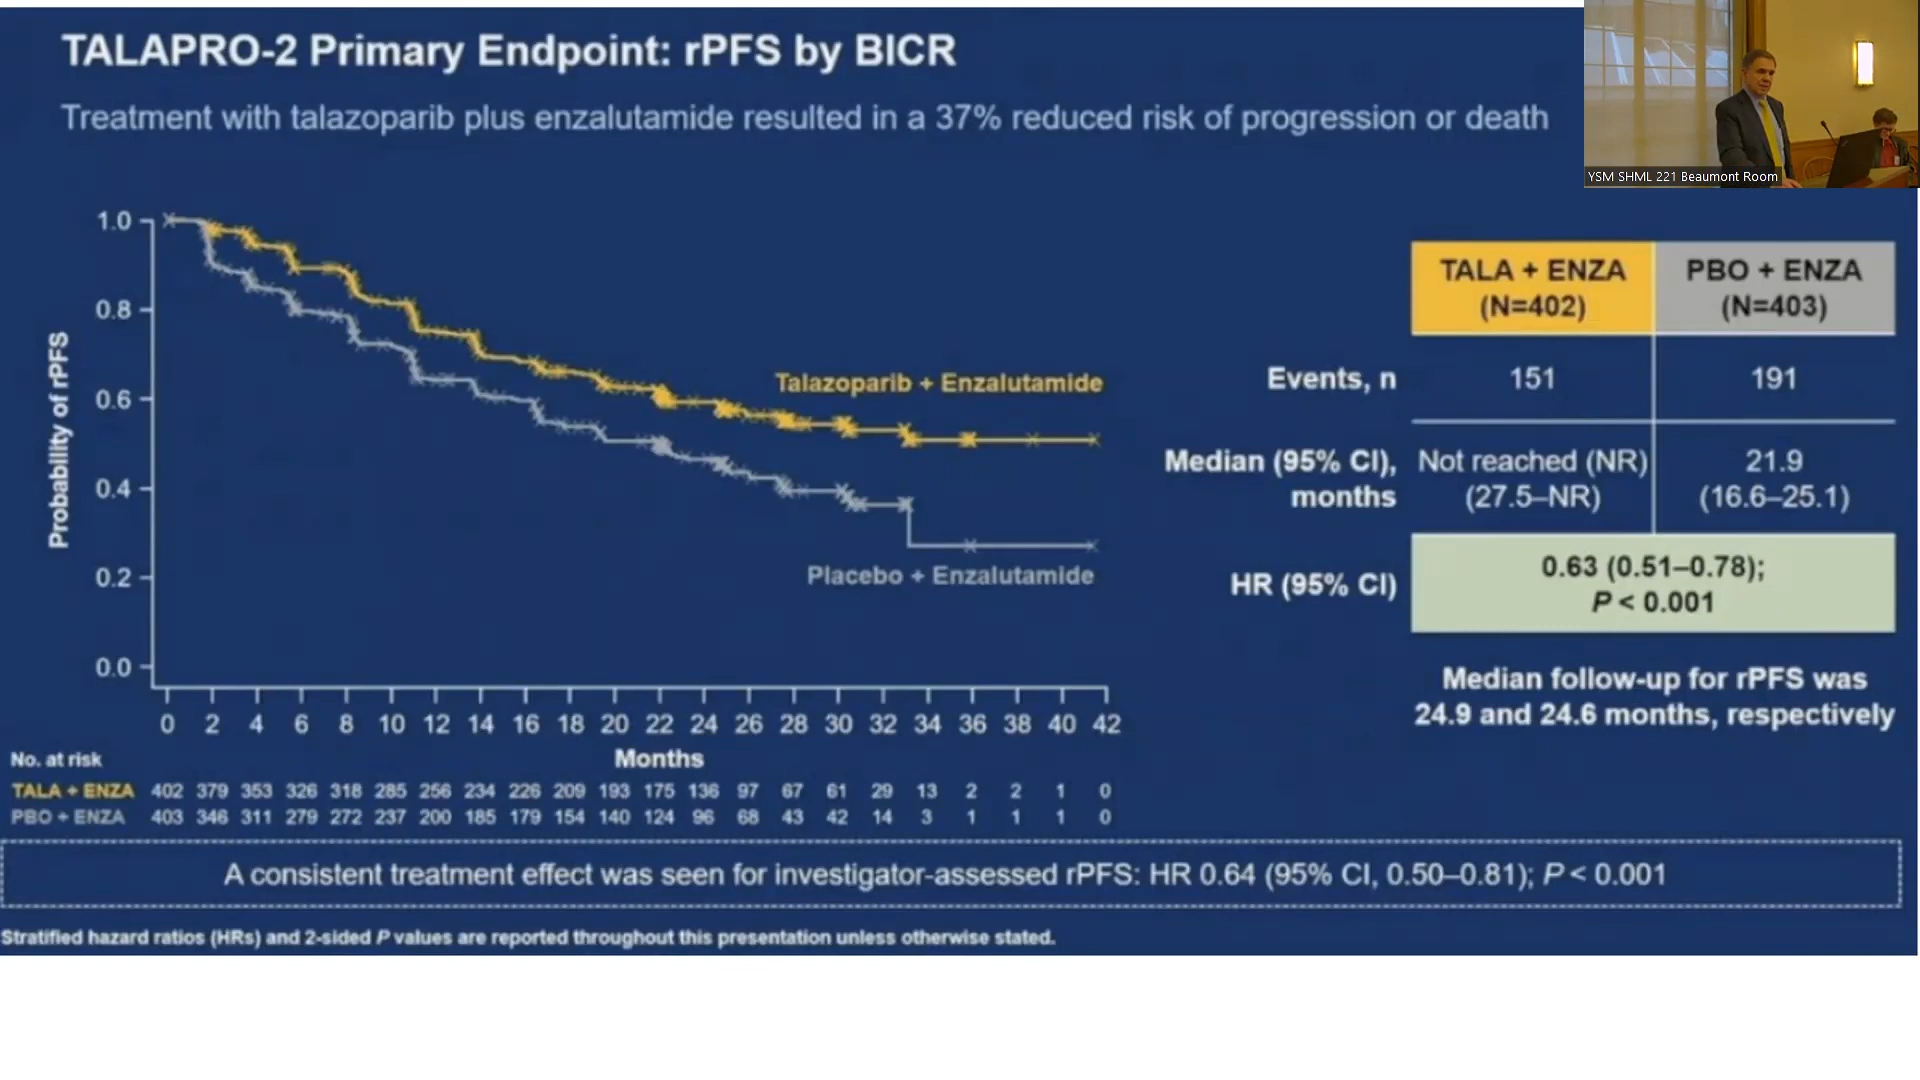 TALAPRO-2 Primary Endpoint: rPFS by BICR
Treatment with talazoparib plus enzalutamide resulted in a 37% reduced risk of progression or death
YSM SHML 221 Beaumont Room
Probability of rPFS
1.0
0.8
0.6
0.4
0.2
0.0
Talazoparib + Enzalutamide
Placebo + Enzalutamide
0 2 4 6 8 10 12 14 16 18 20 22 24 26 28 30 32 34 36 38 40 42
Months
No. at risk
TALA + ENZA 402 379 353 326 318 285 256 234 226 209 193 175 136 97 67 61 29 13 2 2 1 0
PBO + ENZA 403 346 311 279 272 237 200 185 179 154 140 124 96 68 43 42 14 3 1 1 1 0
TALA + ENZA PBO + ENZA
(N=402) (N=403)
Events, n 151 191
Median (95% CI), Not reached (NR) 21.9
months (27.5–NR) (16.6–25.1)
HR (95% CI) 0.63 (0.51–0.78);
P < 0.001
Median follow-up for rPFS was
24.9 and 24.6 months, respectively
A consistent treatment effect was seen for investigator-assessed rPFS: HR 0.64 (95% CI, 0.50–0.81); P < 0.001
Stratified hazard ratios (HRs) and 2-sided P values are reported throughout this presentation unless otherwise stated.